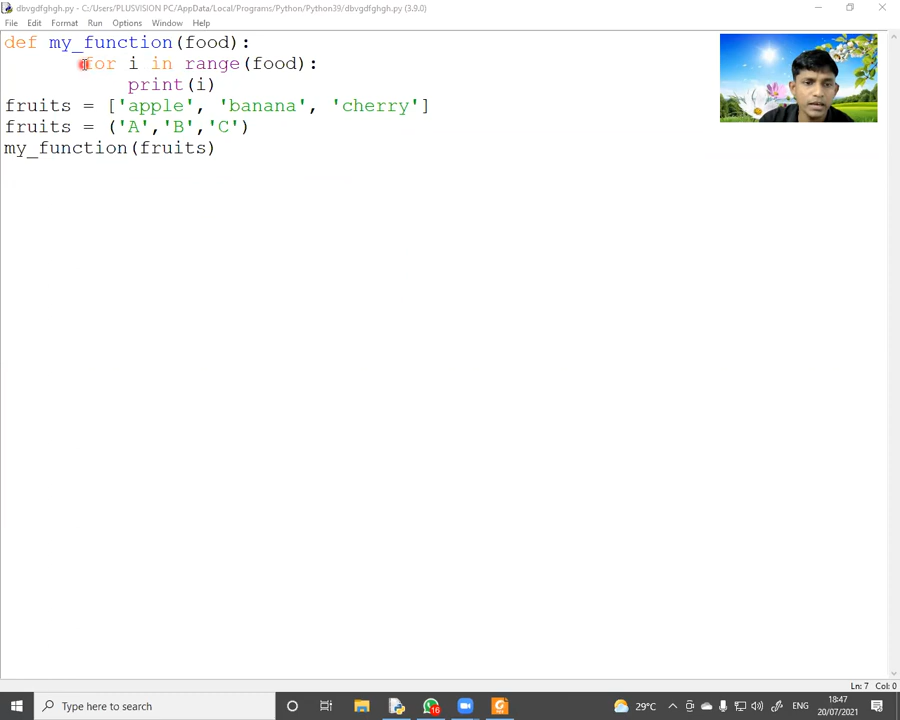 dbvgdfghgh.py - C:/Users/PLUSVISION PC/AppData/Local/Programs/Python/Python39/dbvgdfghgh.py (3.9.0)
File Edit Format Run Options Window Help
def my_function(food):
for i in range(food):
print(i)
fruits = ['apple', 'banana', 'cherry']
fruits = ('A','B','C')
my_function(fruits)
Ln: 7 Col: 0
Type here to search
16
29°C
ENG
18:47
20/07/2021